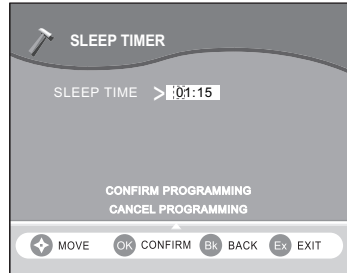 SLEEP TIMER
SLEEP TIME > 01:15
CONFIRM PROGRAMMING
CANCEL PROGRAMMING
MOVE OK CONFIRM Bk BACK Ex EXIT